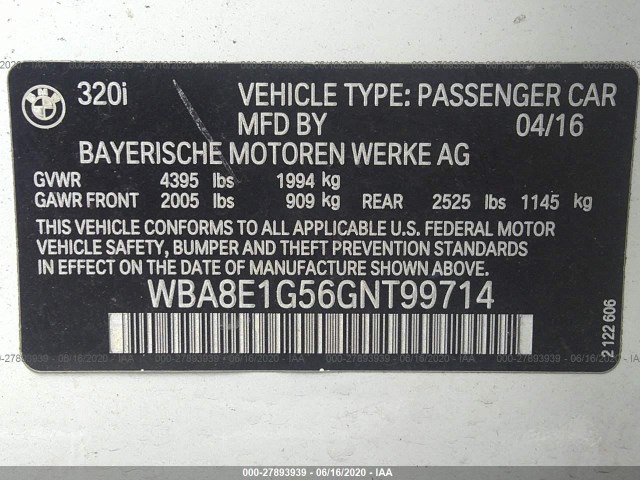 BMW
320i VEHICLE TYPE: PASSENGER CAR
MFD BY 04/16
BAYERISCHE MOTOREN WERKE AG
GVWR 4395 lbs 1994 kg
GAWR FRONT 2005 lbs 909 kg REAR 2525 lbs 1145 kg
THIS VEHICLE CONFORMS TO ALL APPLICABLE U.S. FEDERAL MOTOR
VEHICLE SAFETY, BUMPER AND THEFT PREVENTION STANDARDS
IN EFFECT ON THE DATE OF MANUFACTURE SHOWN ABOVE.
WBA8E1G56GNT99714
2 122 606
000-27893939 - 06/16/2020 - IAA